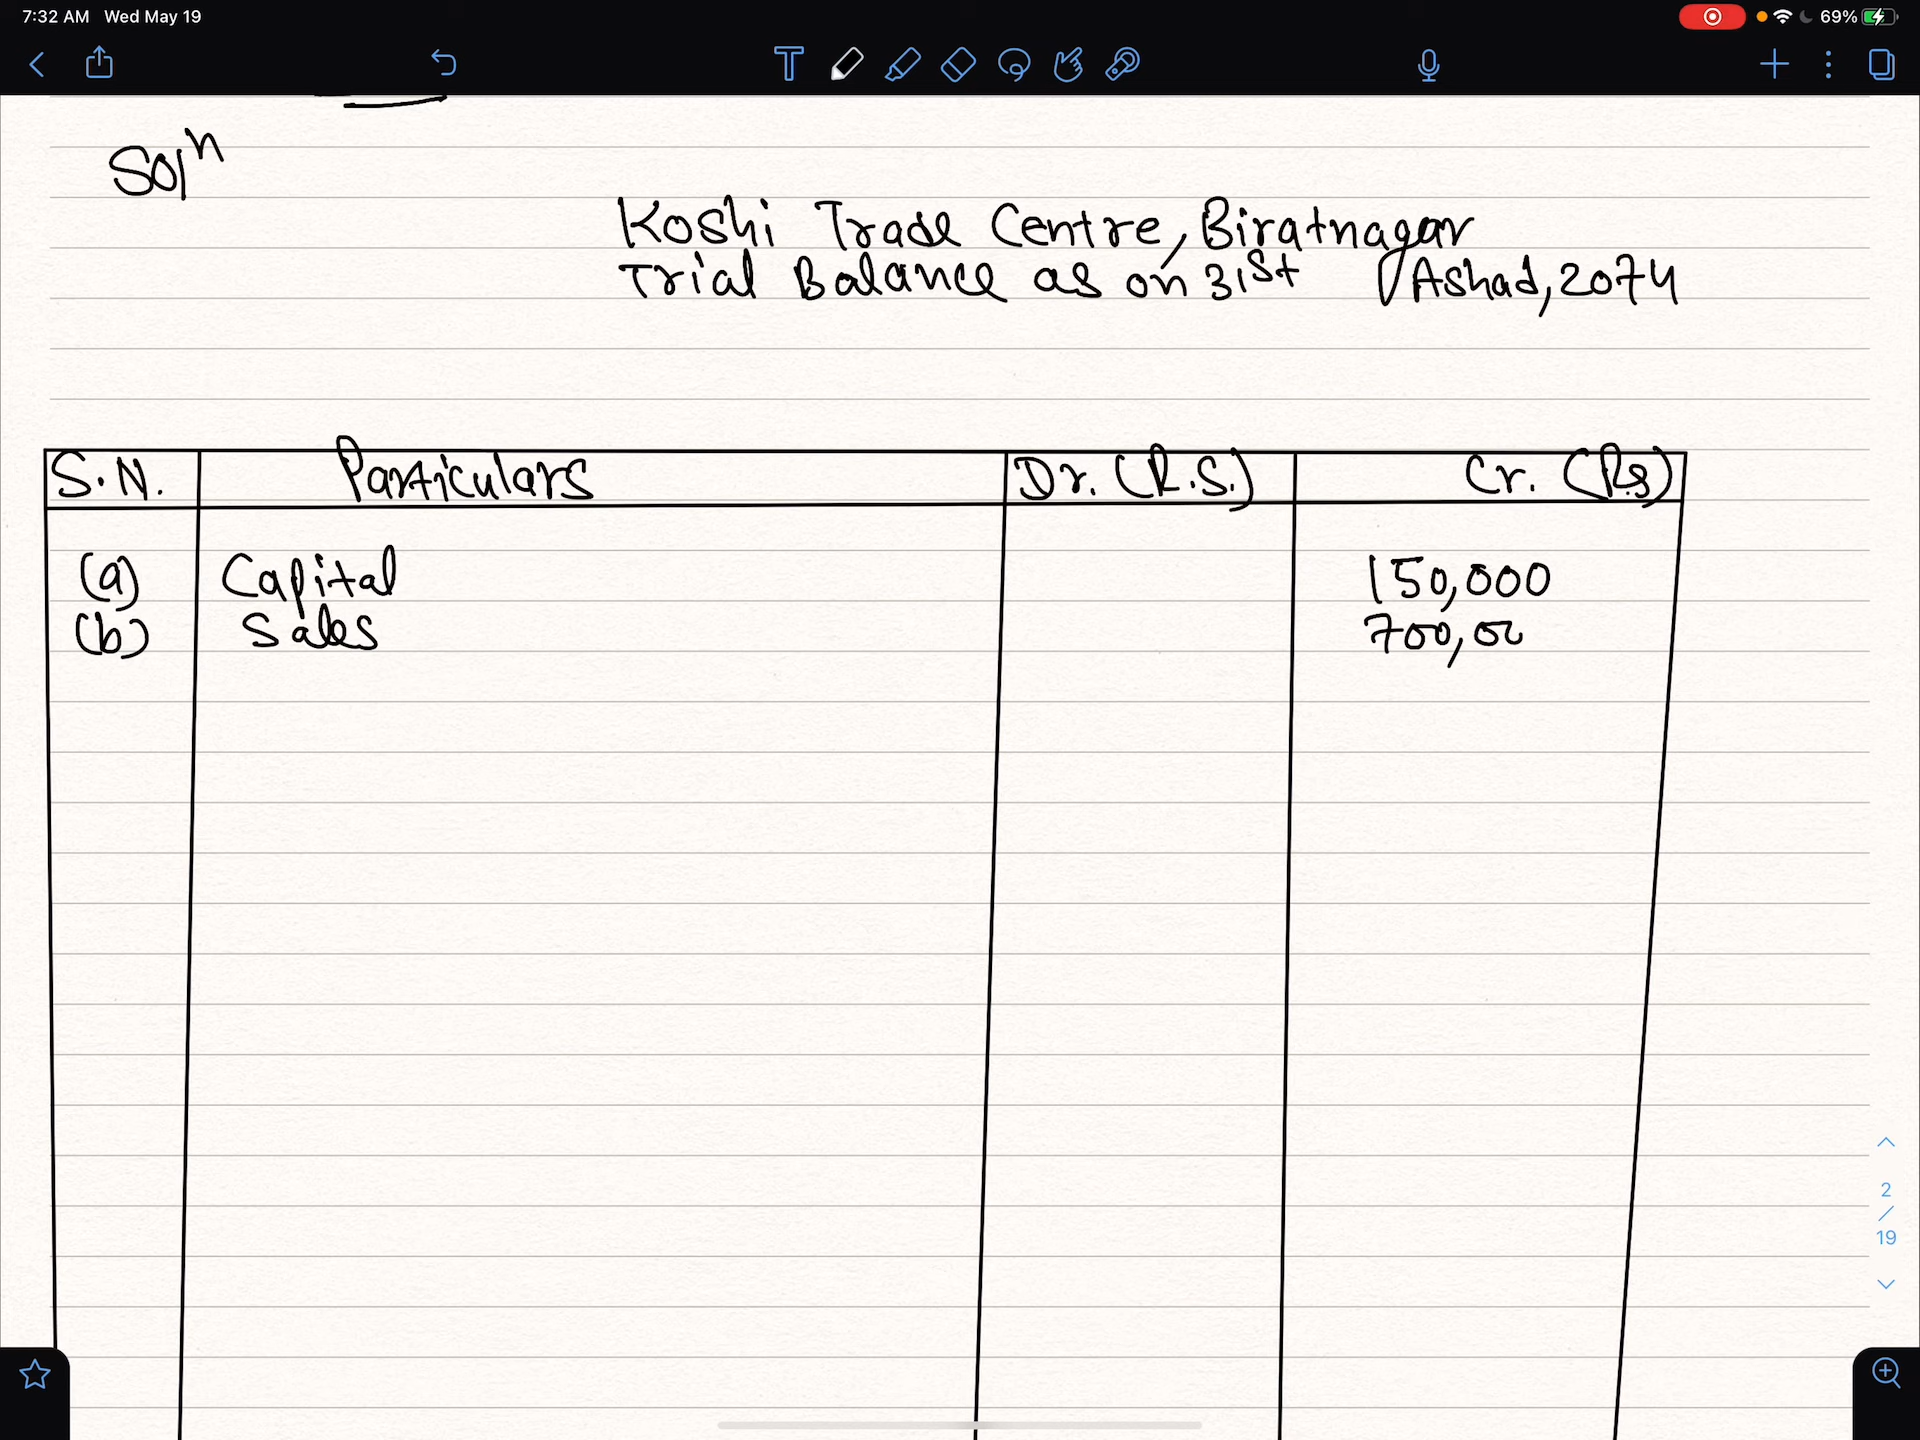 7:32 AM Wed May 19
69%
Solⁿ
Koshi Trade Centre, Biratnagar
Trial Balance as on 31st Ashad, 2074
S.N. Particulars Dr. (R.S.) Cr. (Rs)
(a) Capital 150,000
(b) Sales 700,00
2
/
19